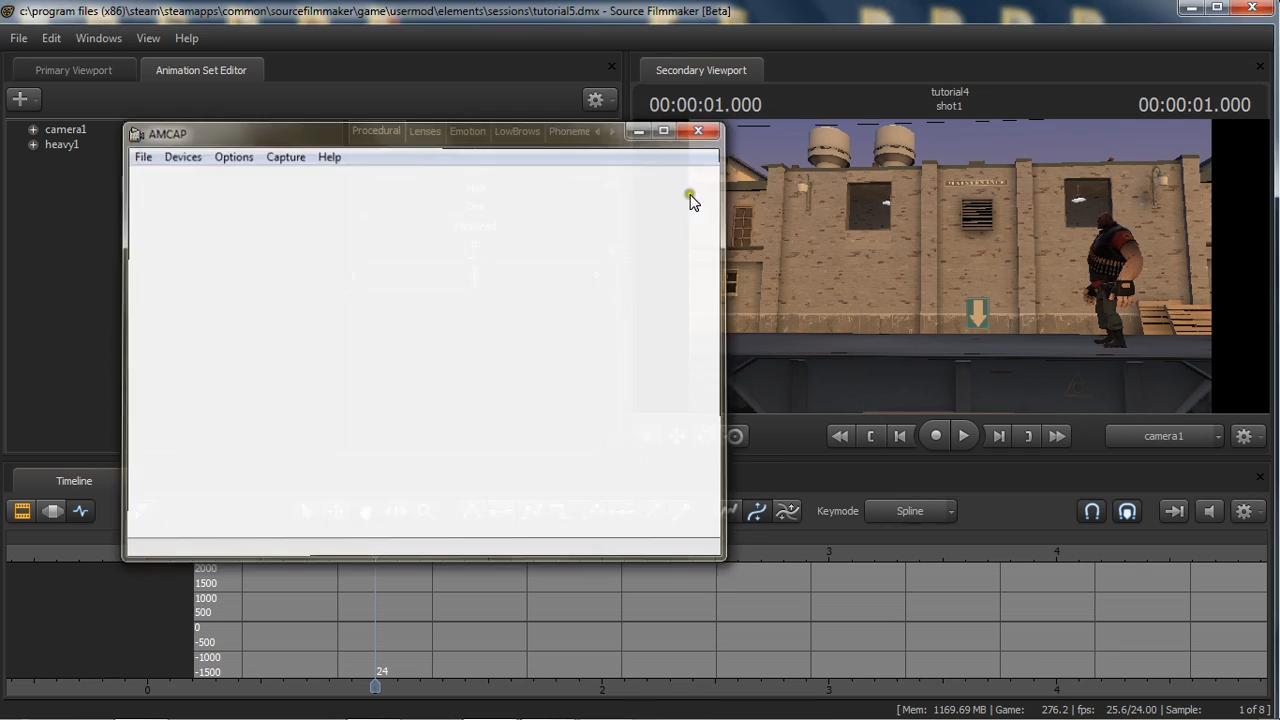 c:\program files (x86)\steam\steamapps\common\sourcefilmmaker\game\usermod\elements\sessions\tutorial5.dmx - Source Filmmaker [Beta]
File Edit Windows View Help
Primary Viewport Animation Set Editor Secondary Viewport
00:00:01.000 tutorial4 shot1 00:00:01.000
camera1
heavy1
AMCAP
Procedural Lenses Emotion LowBrows Phoneme
File Devices Options Capture Help
camera1
Timeline
Keymode Spline
3 4
2000
1500
1000
500
0
-500
-1000
-1500
24
0 2 3 4
[ Mem: 1169.69 MB | Game: 276.2 | fps: 25.6/24.00 | Sample: 1 of 8 ]